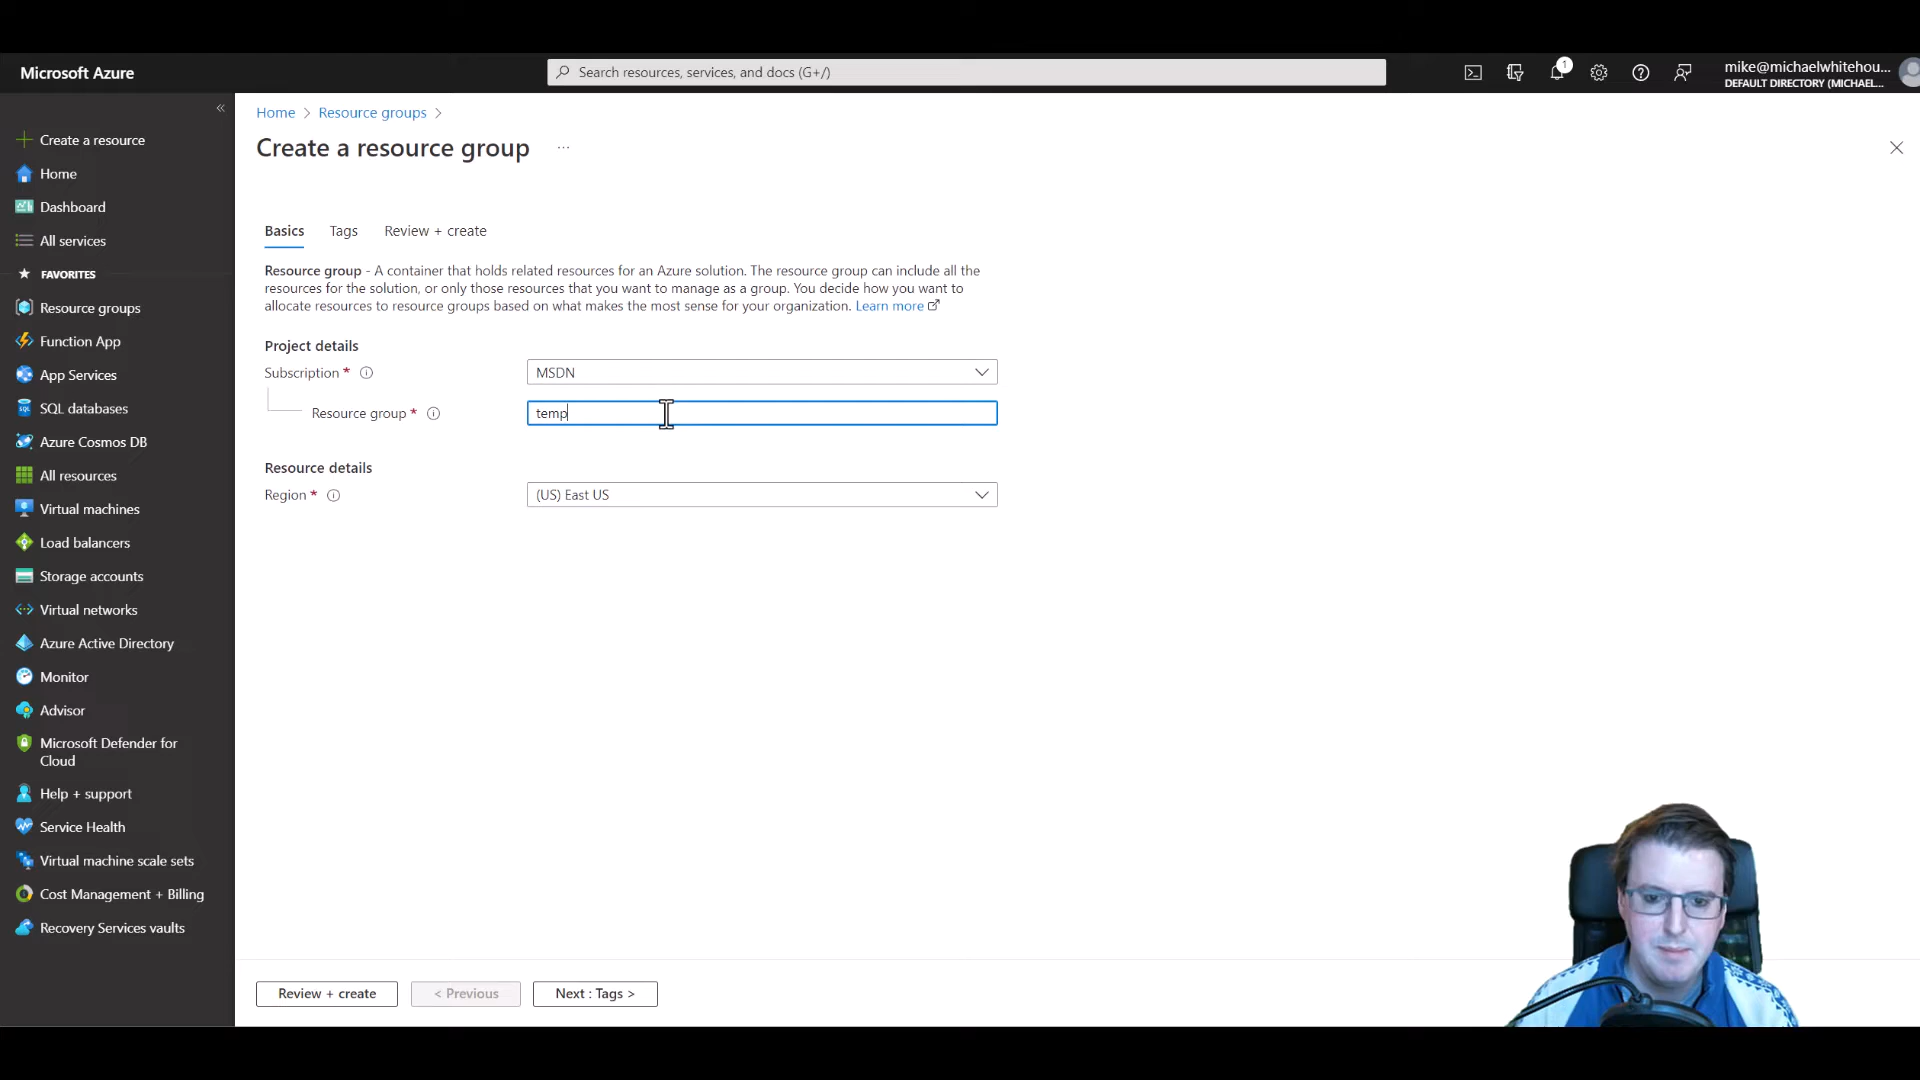 Microsoft Azure
Search resources, services, and docs (G+/)
1
mike@michaelwhitehou...
DEFAULT DIRECTORY (MICHAEL...
«
Create a resource
Home
Dashboard
All services
FAVORITES
Resource groups
Function App
App Services
SQL databases
Azure Cosmos DB
All resources
Virtual machines
Load balancers
Storage accounts
Virtual networks
Azure Active Directory
Monitor
Advisor
Microsoft Defender for
Cloud
Help + support
Service Health
Virtual machine scale sets
Cost Management + Billing
Recovery Services vaults
Home > Resource groups >
Create a resource group ...
Basics Tags Review + create
Resource group - A container that holds related resources for an Azure solution. The resource group can include all the
resources for the solution, or only those resources that you want to manage as a group. You decide how you want to
allocate resources to resource groups based on what makes the most sense for your organization. Learn more
Project details
Subscription * MSDN
Resource group * temp
Resource details
Region * (US) East US
Review + create < Previous Next : Tags >